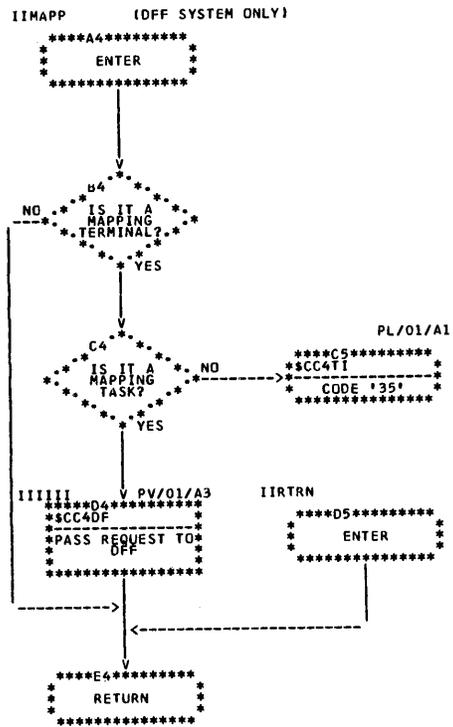 IIMAPP (DFF SYSTEM ONLY)
****A4*********
ENTER
B4
NO
IS IT A
MAPPING
TERMINAL?
YES
PL/01/A1
C4
****C5*********
$CC4TI
IS IT A
MAPPING
TASK?
NO
CODE '35'
YES
IIIIII PV/01/A3 IIRTRN
*****D4*********
$CC4DF
****D5*********
PASS REQUEST TO
DFF
ENTER
****E4*********
RETURN